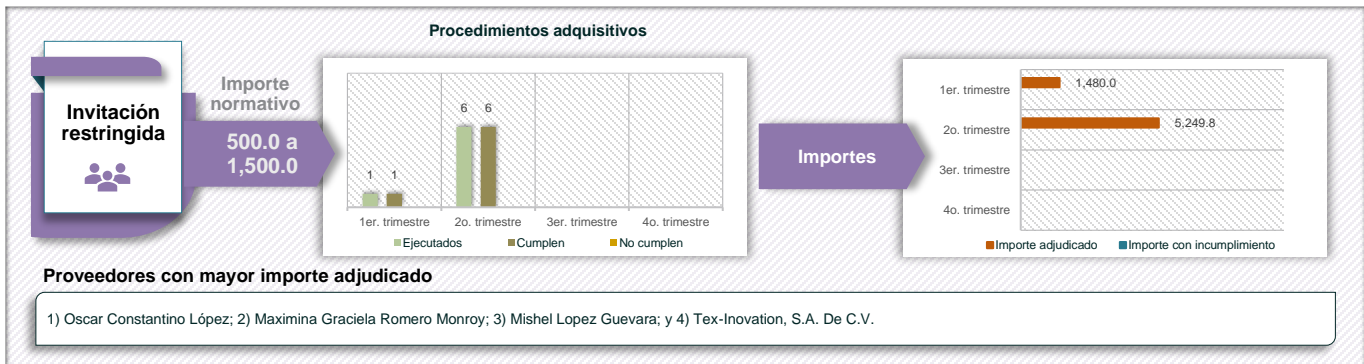 Procedimientos adquisitivos
Invitación
restringida
Importe
normativo
500.0 a
1,500.0
1
1
6
6
1er. trimestre
2o. trimestre
3er. trimestre
4o. trimestre
Ejecutados
Cumplen
No cumplen
Importes
1er. trimestre
1,480.0
2o. trimestre
5,249.8
3er. trimestre
4o. trimestre
Importe adjudicado
Importe con incumplimiento
Proveedores con mayor importe adjudicado
1) Oscar Constantino López; 2) Maximina Graciela Romero Monroy; 3) Mishel Lopez Guevara; y 4) Tex-Inovation, S.A. De C.V.